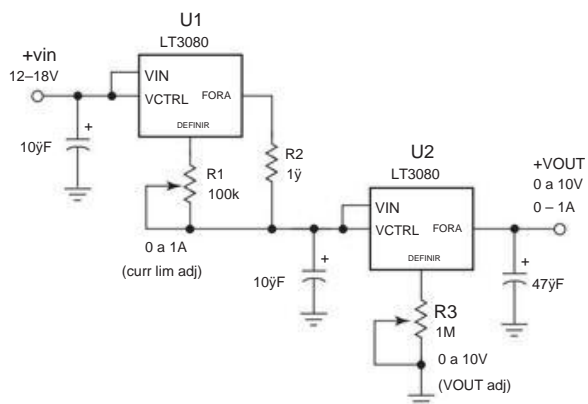 U1
LT3080
+vin
12–18V
VIN
VCTRL
FORA
DEFINIR
+
10ÿF
R1
100k
R2
1ÿ
0 a 1A
(curr lim adj)
U2
LT3080
+VOUT
0 a 10V
0 – 1A
VIN
VCTRL
FORA
DEFINIR
+
10ÿF
+
47ÿF
R3
1M
0 a 10V
(VOUT adj)